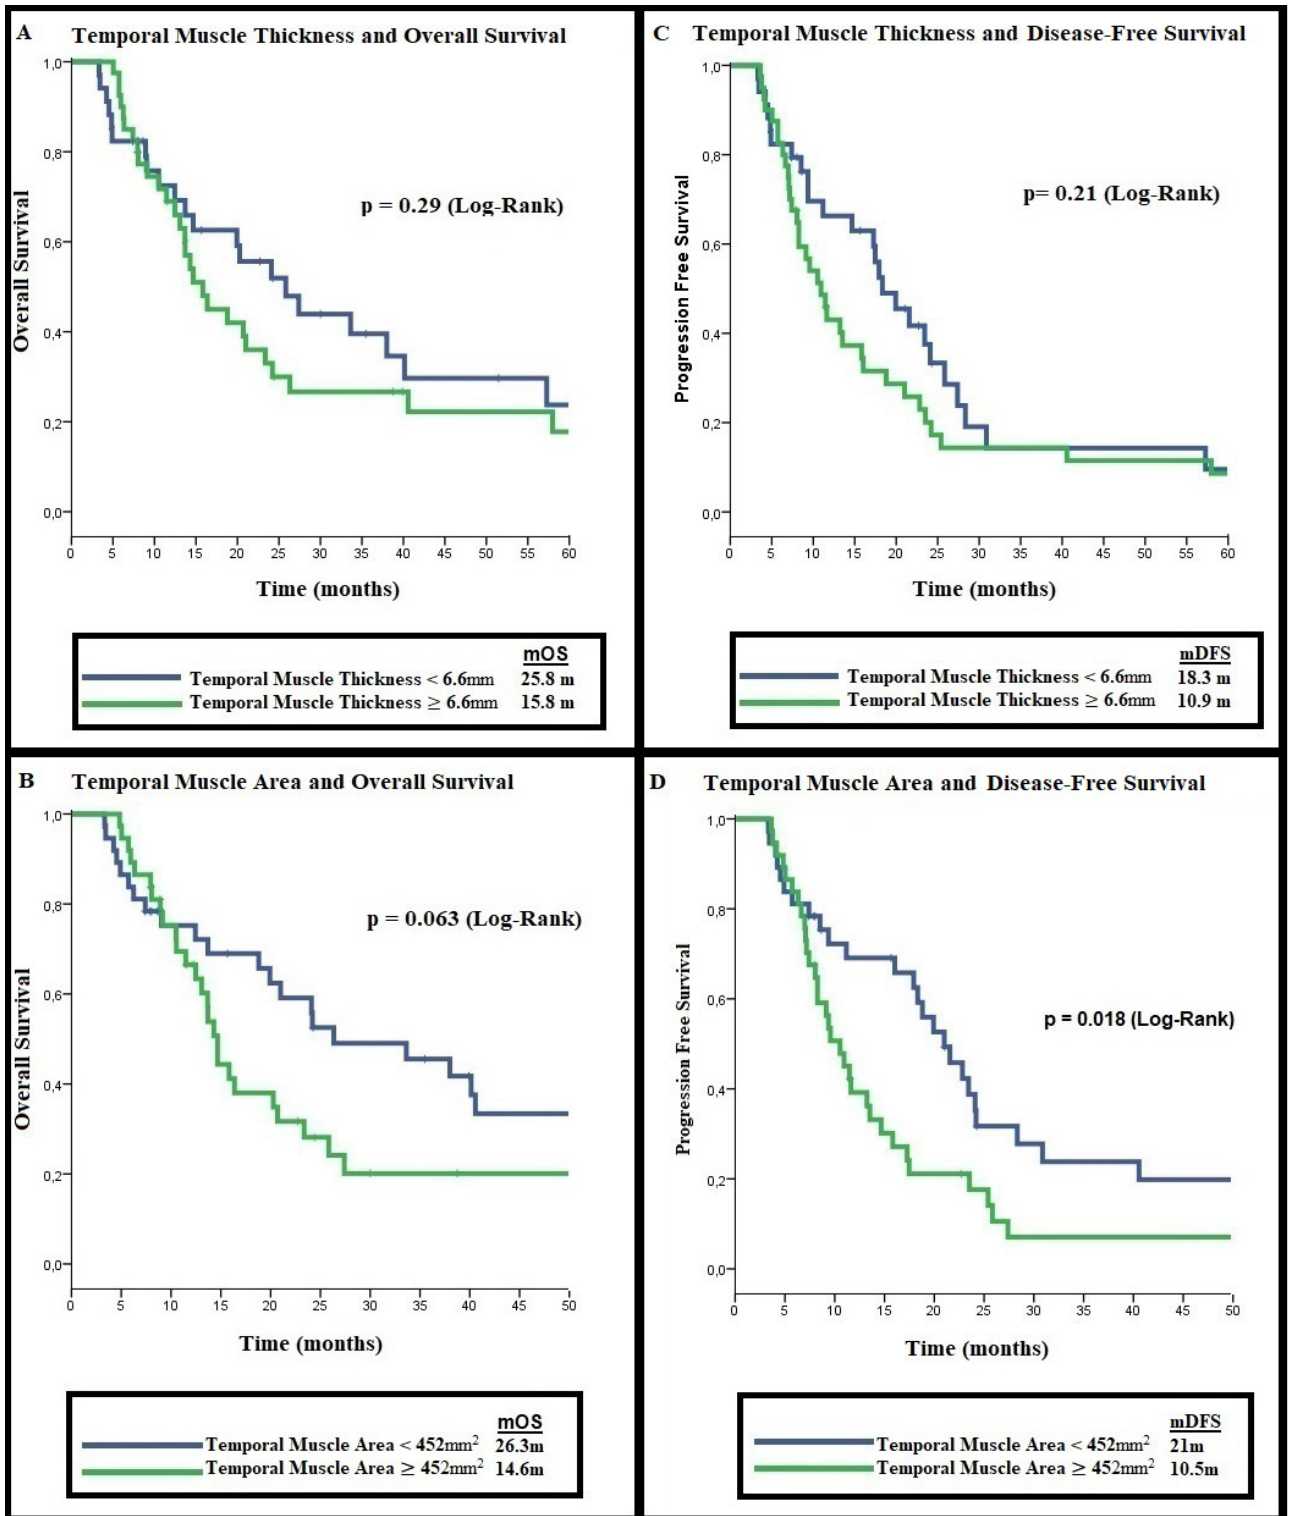 A Temporal Muscle Thickness and Overall Survival
1,0
0,8
0,6
0,4
0,2
0,0
Overall Survival
p = 0.29 (Log-Rank)
0 5 10 15 20 25 30 35 40 45 50 55 60
Time (months)
mOS
Temporal Muscle Thickness < 6.6mm 25.8 m
Temporal Muscle Thickness ≥ 6.6mm 15.8 m
C Temporal Muscle Thickness and Disease-Free Survival
1,0
0,8
0,6
0,4
0,2
0,0
Progression Free Survival
p= 0.21 (Log-Rank)
0 5 10 15 20 25 30 35 40 45 50 55 60
Time (months)
mDFS
Temporal Muscle Thickness < 6.6mm 18.3 m
Temporal Muscle Thickness ≥ 6.6mm 10.9 m
B Temporal Muscle Area and Overall Survival
1,0
0,8
0,6
0,4
0,2
0,0
Overall Survival
p = 0.063 (Log-Rank)
0 5 10 15 20 25 30 35 40 45 50
Time (months)
mOS
Temporal Muscle Area < 452mm² 26.3m
Temporal Muscle Area ≥ 452mm² 14.6m
D Temporal Muscle Area and Disease-Free Survival
1,0
0,8
0,6
0,4
0,2
0,0
Progression Free Survival
p = 0.018 (Log-Rank)
0 5 10 15 20 25 30 35 40 45 50
Time (months)
mDFS
Temporal Muscle Area < 452mm² 21m
Temporal Muscle Area ≥ 452mm² 10.5m